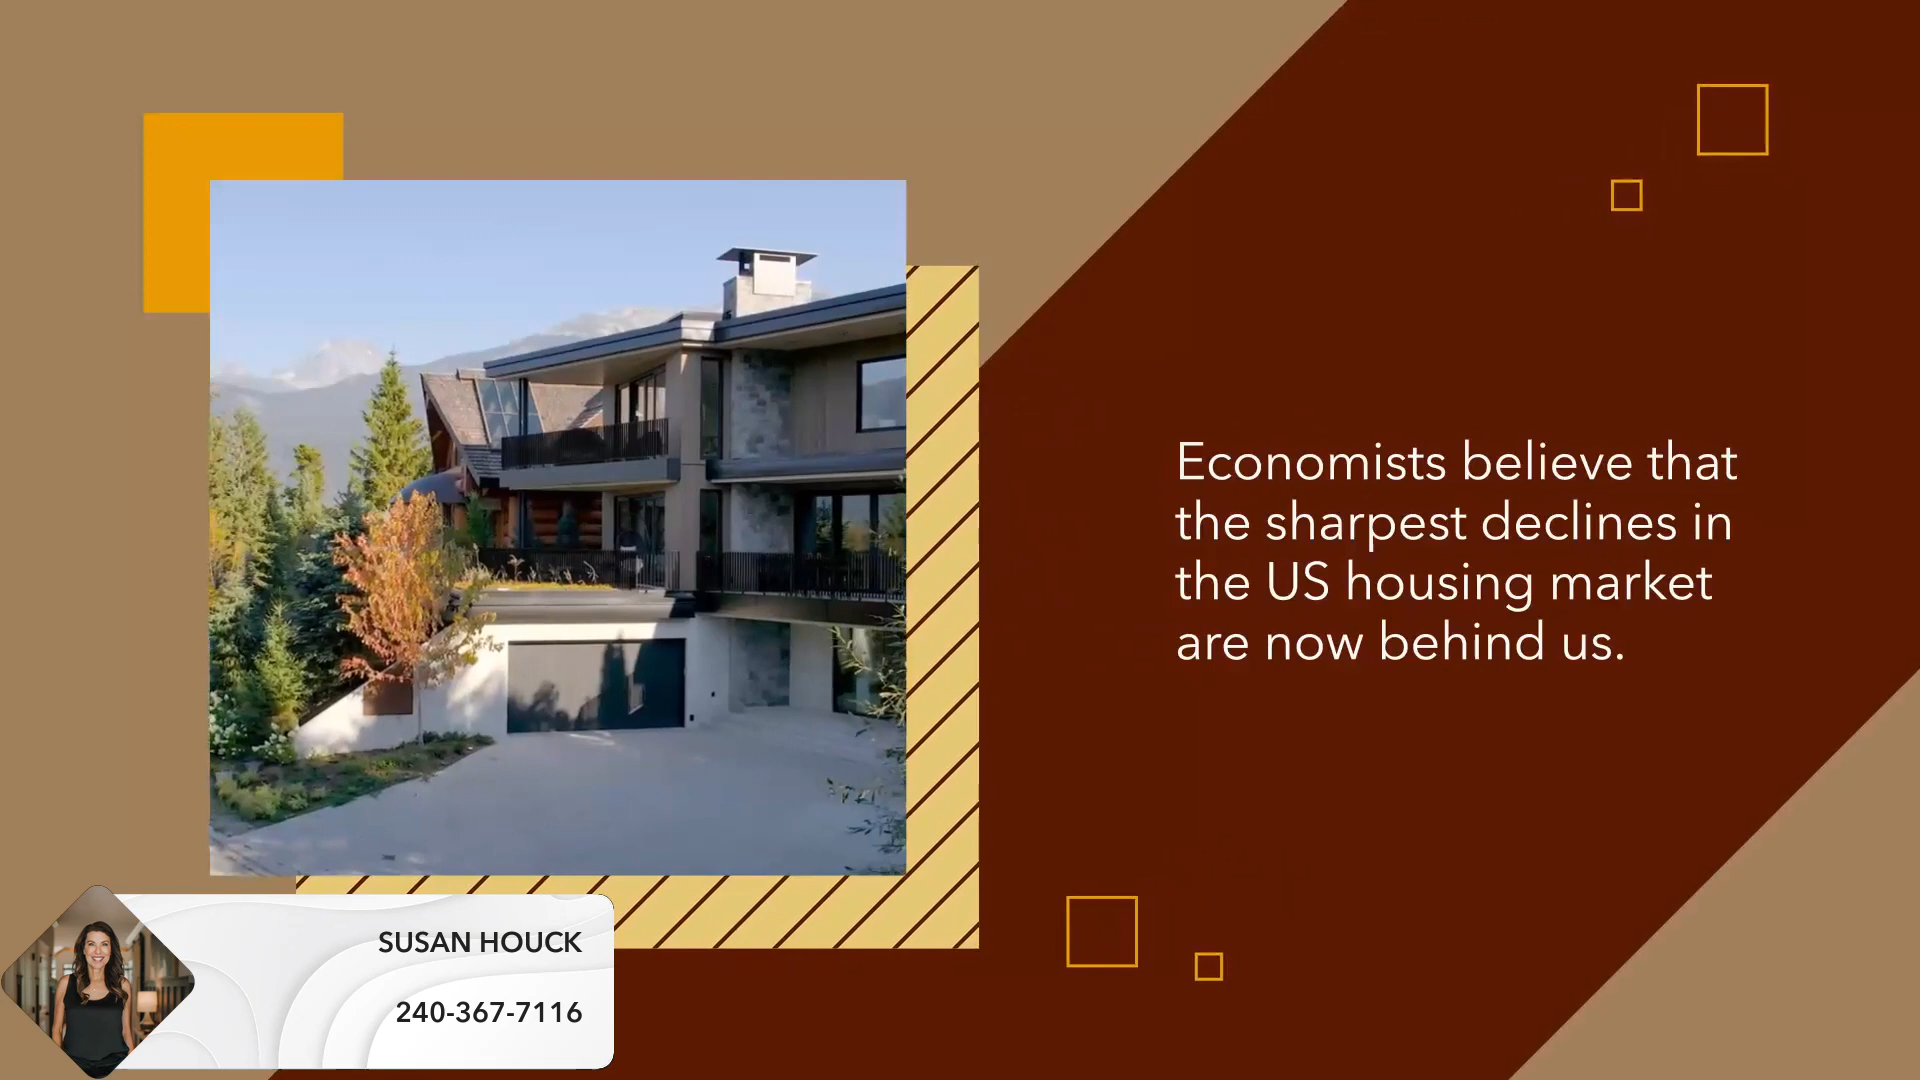 Economists believe that
the sharpest declines in
the US housing market
are now behind us.
SUSAN HOUCK
240-367-7116